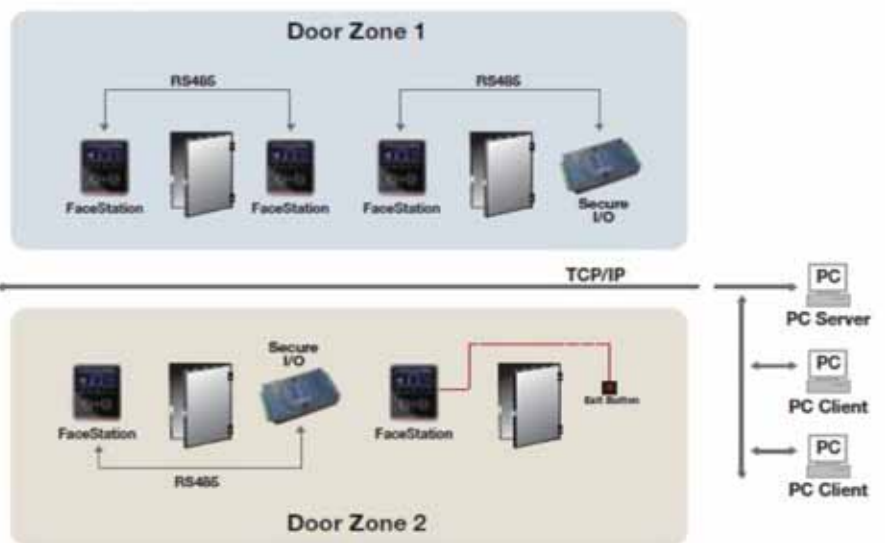 Door Zone 1
RS485
RS485
FaceStation
FaceStation
FaceStation
Secure
I/O
TCP/IP
PC
PC Server
PC
PC Client
PC
PC Client
Secure
I/O
FaceStation
FaceStation
Exit Button
RS485
Door Zone 2